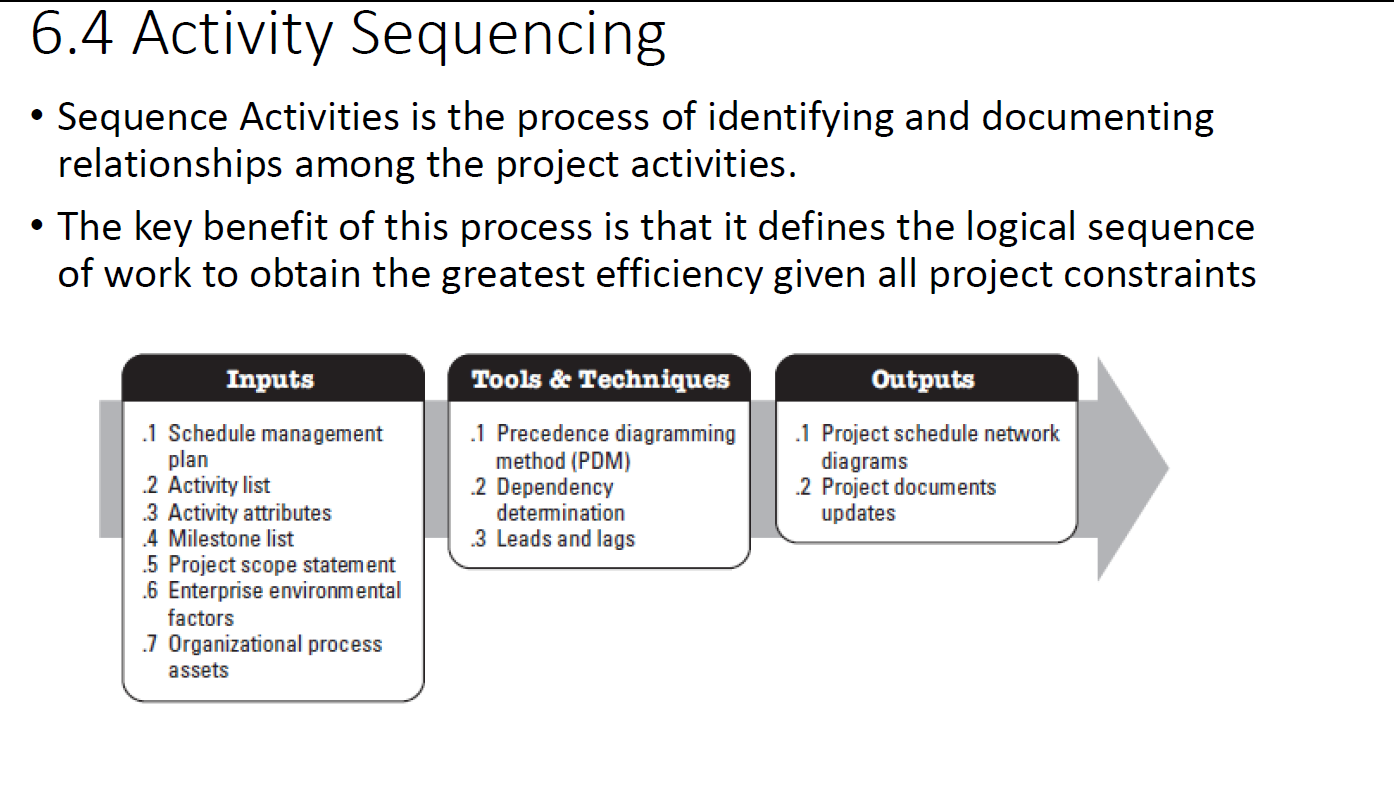 6.4 Activity Sequencing
• Sequence Activities is the process of identifying and documenting
relationships among the project activities.
• The key benefit of this process is that it defines the logical sequence
of work to obtain the greatest efficiency given all project constraints
Inputs
.1 Schedule management
plan
.2 Activity list
.3 Activity attributes
.4 Milestone list
.5 Project scope statement
.6 Enterprise environmental
factors
.7 Organizational process
assets
Tools & Techniques
.1 Precedence diagramming
method (PDM)
.2 Dependency
determination
.3 Leads and lags
Outputs
.1 Project schedule network
diagrams
.2 Project documents
updates